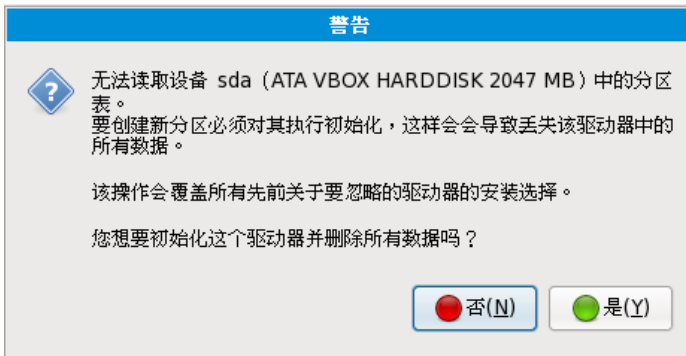 警告
无法读取设备 sda（ATA VBOX HARDDISK 2047 MB）中的分区
表。
要创建新分区必须对其执行初始化，这样会会导致丢失该驱动器中的
所有数据。
该操作会覆盖所有先前关于要忽略的驱动器的安装选择。
您想要初始化这个驱动器并删除所有数据吗？
否(N)
是(Y)